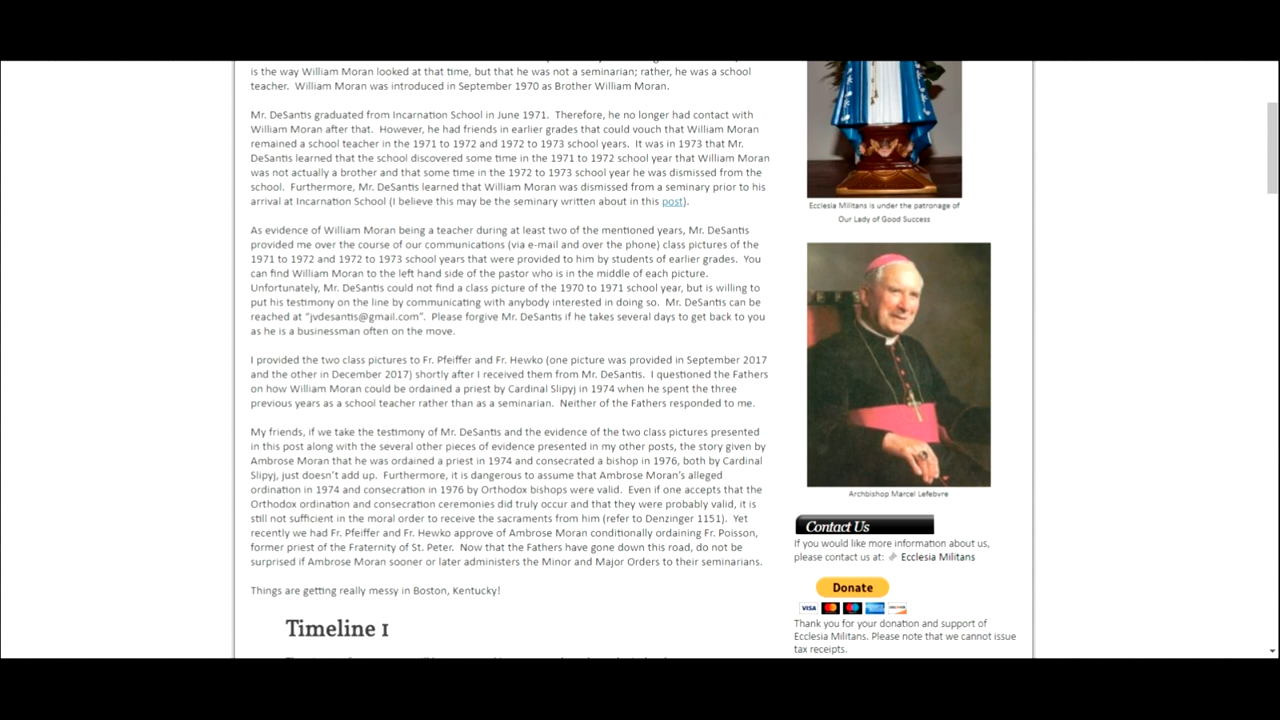 is the way William Moran looked at that time, but that he was not a seminarian; rather, he was a school
teacher. William Moran was introduced in September 1970 as Brother William Moran.
Mr. DeSantis graduated from Incarnation School in June 1971. Therefore, he no longer had contact with
William Moran after that. However, he had friends in earlier grades that could vouch that William Moran
remained a school teacher in the 1971 to 1972 and 1972 to 1973 school years. It was in 1973 that Mr.
DeSantis learned that the school discovered some time in the 1971 to 1972 school year that William Moran
was not actually a brother and that some time in the 1972 to 1973 school year he was dismissed from the
school. Furthermore, Mr. DeSantis learned that William Moran was dismissed from a seminary prior to his
arrival at Incarnation School (I believe this may be the seminary written about in this post).
As evidence of William Moran being a teacher during at least two of the mentioned years, Mr. DeSantis
provided me over the course of our communications (via e-mail and over the phone) class pictures of the
1971 to 1972 and 1972 to 1973 school years that were provided to him by students of earlier grades. You
can find William Moran to the left hand side of the pastor who is in the middle of each picture.
Unfortunately, Mr. DeSantis could not find a class picture of the 1970 to 1971 school year, but is willing to
put his testimony on the line by communicating with anybody interested in doing so. Mr. DeSantis can be
reached at “jvdesantis@gmail.com”. Please forgive Mr. DeSantis if he takes several days to get back to you
as he is a businessman often on the move.
I provided the two class pictures to Fr. Pfeiffer and Fr. Hewko (one picture was provided in September 2017
and the other in December 2017) shortly after I received them from Mr. DeSantis. I questioned the Fathers
on how William Moran could be ordained a priest by Cardinal Slipyj in 1974 when he spent the three
previous years as a school teacher rather than as a seminarian. Neither of the Fathers responded to me.
My friends, if we take the testimony of Mr. DeSantis and the evidence of the two class pictures presented
in this post along with the several other pieces of evidence presented in my other posts, the story given by
Ambrose Moran that he was ordained a priest in 1974 and consecrated a bishop in 1976, both by Cardinal
Slipyj, just doesn’t add up. Furthermore, it is dangerous to assume that Ambrose Moran’s alleged
ordination in 1974 and consecration in 1976 by Orthodox bishops were valid. Even if one accepts that the
Orthodox ordination and consecration ceremonies did truly occur and that they were probably valid, it is
still not sufficient in the moral order to receive the sacraments from him (refer to Denzinger 1151). Yet
recently we had Fr. Pfeiffer and Fr. Hewko approve of Ambrose Moran conditionally ordaining Fr. Poisson,
former priest of the Fraternity of St. Peter. Now that the Fathers have gone down this road, do not be
surprised if Ambrose Moran sooner or later administers the Minor and Major Orders to their seminarians.
Things are getting really messy in Boston, Kentucky!
Timeline 1
Ecclesia Militans is under the patronage of
Our Lady of Good Success
Archbishop Marcel Lefebvre
Contact Us
If you would like more information about us,
please contact us at: Ecclesia Militans
Donate
VISA
Thank you for your donation and support of
Ecclesia Militans. Please note that we cannot issue
tax receipts.